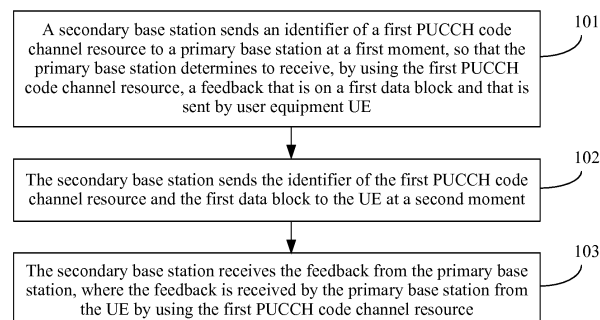 101
A secondary base station sends an identifier of a first PUCCH code
channel resource to a primary base station at a first moment, so that the
primary base station determines to receive, by using the first PUCCH
code channel resource, a feedback that is on a first data block and that is
sent by user equipment UE
102
The secondary base station sends the identifier of the first PUCCH code
channel resource and the first data block to the UE at a second moment
103
The secondary base station receives the feedback from the primary base
station, where the feedback is received by the primary base station from
the UE by using the first PUCCH code channel resource